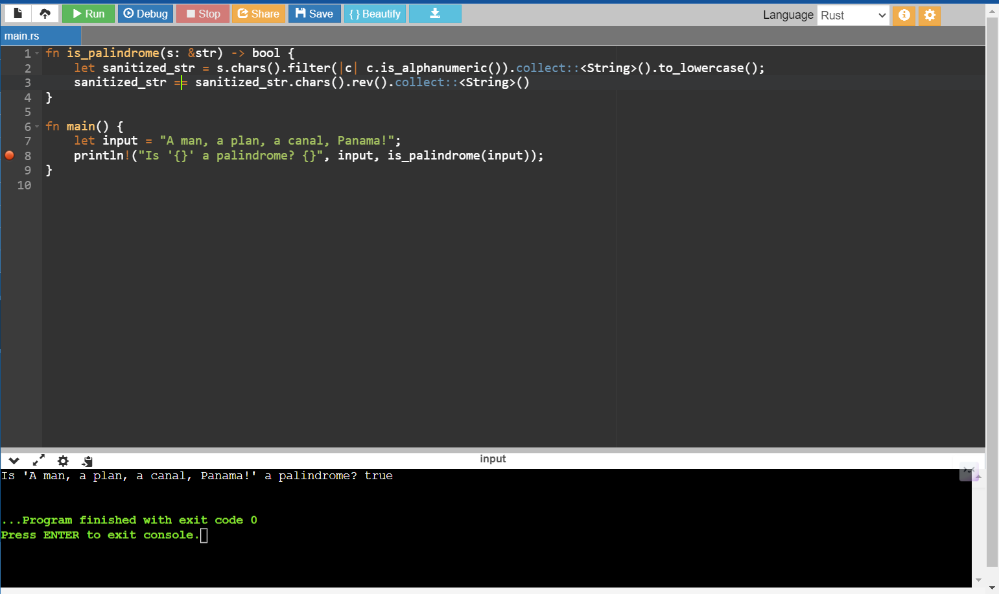 Run Debug Stop Share Save { } Beautify Language Rust
main.rs
1 fn is_palindrome(s: &str) -> bool {
2     let sanitized_str = s.chars().filter(|c| c.is_alphanumeric()).collect::<String>().to_lowercase();
3     sanitized_str == sanitized_str.chars().rev().collect::<String>()
4 }
5
6 fn main() {
7     let input = "A man, a plan, a canal, Panama!";
8     println!("Is '{}' a palindrome? {}", input, is_palindrome(input));
9 }
10
input
Is 'A man, a plan, a canal, Panama!' a palindrome? true
...Program finished with exit code 0
Press ENTER to exit console.